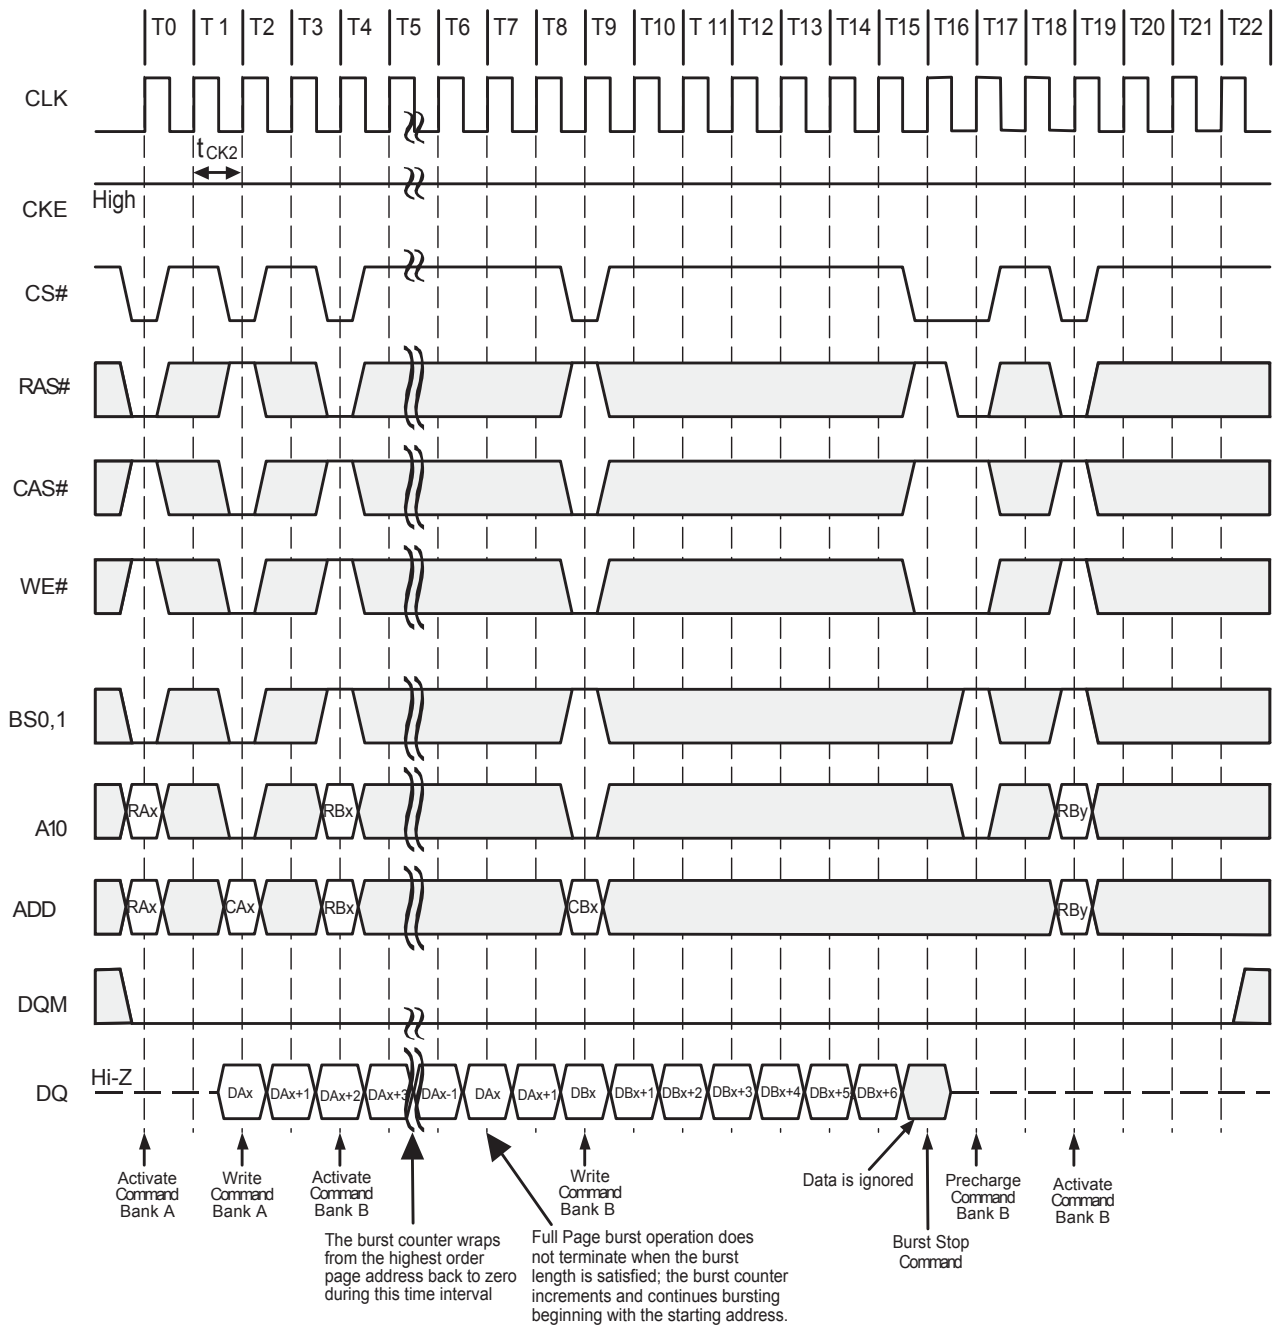 T0 T 1 T2 T3 T4 T5 T6 T7 T8 T9 T10 T 11 T12 T13 T14 T15 T16 T17 T18 T19 T20 T21 T22
CLK
tCK2
High
CKE
CS#
RAS#
CAS#
WE#
BS0,1
A10
RAx RBx RBy
ADD
RAx CAx RBx CBx RBy
DQM
Hi-Z
DQ
DAx DAx+1 DAx+2 DAx+3 DAx-1 DAx DAx+1 DBx DBx+1 DBx+2 DBx+3 DBx+4 DBx+5 DBx+6
Activate
Command
Bank A
Write
Command
Bank A
Activate
Command
Bank B
The burst counter wraps
from the highest order
page address back to zero
during this time interval
Full Page burst operation does
not terminate when the burst
length is satisfied; the burst counter
increments and continues bursting
beginning with the starting address.
Write
Command
Bank B
Data is ignored
Burst Stop
Command
Precharge
Command
Bank B
Activate
Command
Bank B